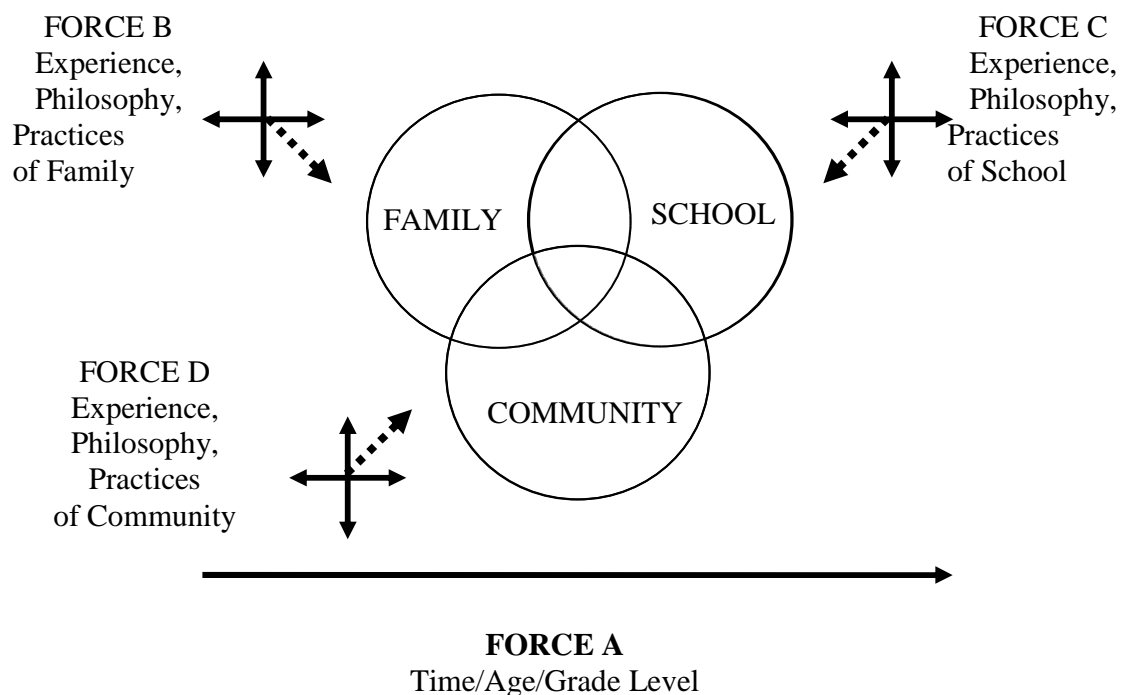 FORCE B
Experience,
Philosophy,
Practices
of Family
FORCE C
Experience,
Philosophy,
Practices
of School
FAMILY
SCHOOL
COMMUNITY
FORCE D
Experience,
Philosophy,
Practices
of Community
FORCE A
Time/Age/Grade Level